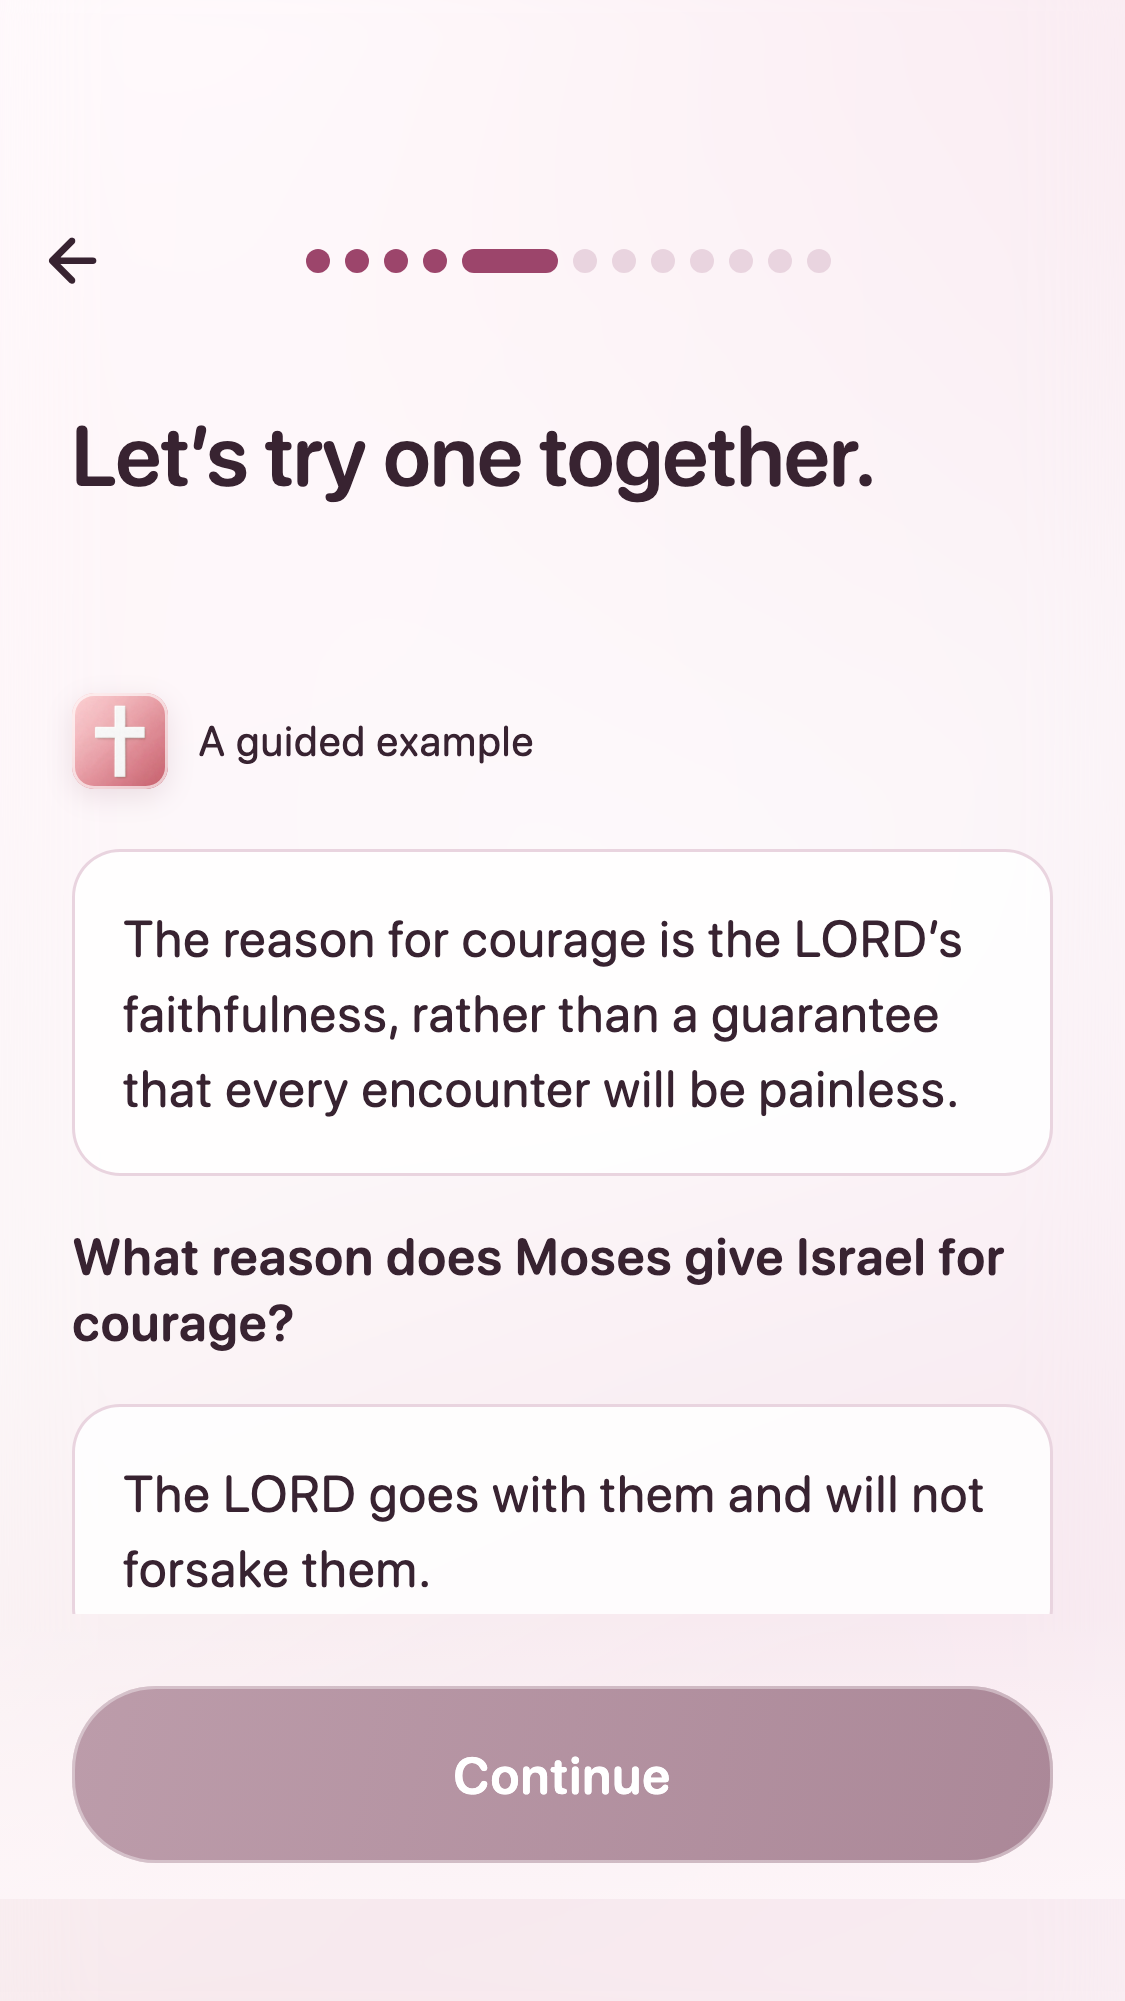 Let's try one together.
A guided example
The reason for courage is the LORD's
faithfulness, rather than a guarantee
that every encounter will be painless.
What reason does Moses give Israel for
courage?
The LORD goes with them and will not
forsake them.
Continue